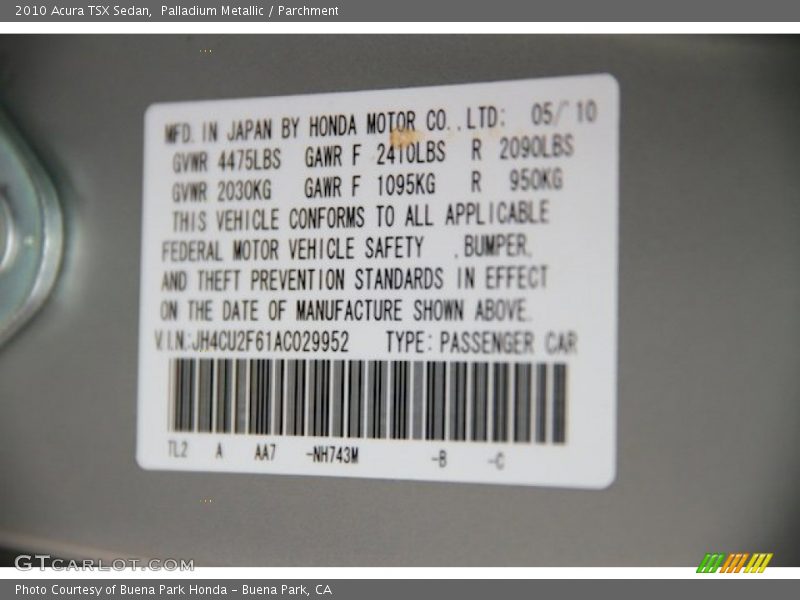 2010 Acura TSX Sedan,  Palladium Metallic / Parchment
MFD. IN JAPAN BY HONDA MOTOR CO.,LTD: 05/'10
GVWR 4475LBS GAWR F 2410LBS R 2090LBS
GVWR 2030KG GAWR F 1095KG R 950KG
THIS VEHICLE CONFORMS TO ALL APPLICABLE
FEDERAL MOTOR VEHICLE SAFETY ,BUMPER,
AND THEFT PREVENTION STANDARDS IN EFFECT
ON THE DATE OF MANUFACTURE SHOWN ABOVE.
V.I.N.:JH4CU2F61AC029952 TYPE: PASSENGER CAR
TL2 A AA7 -NH743M -B -C
GTCARLOT.COM
Photo Courtesy of Buena Park Honda - Buena Park, CA